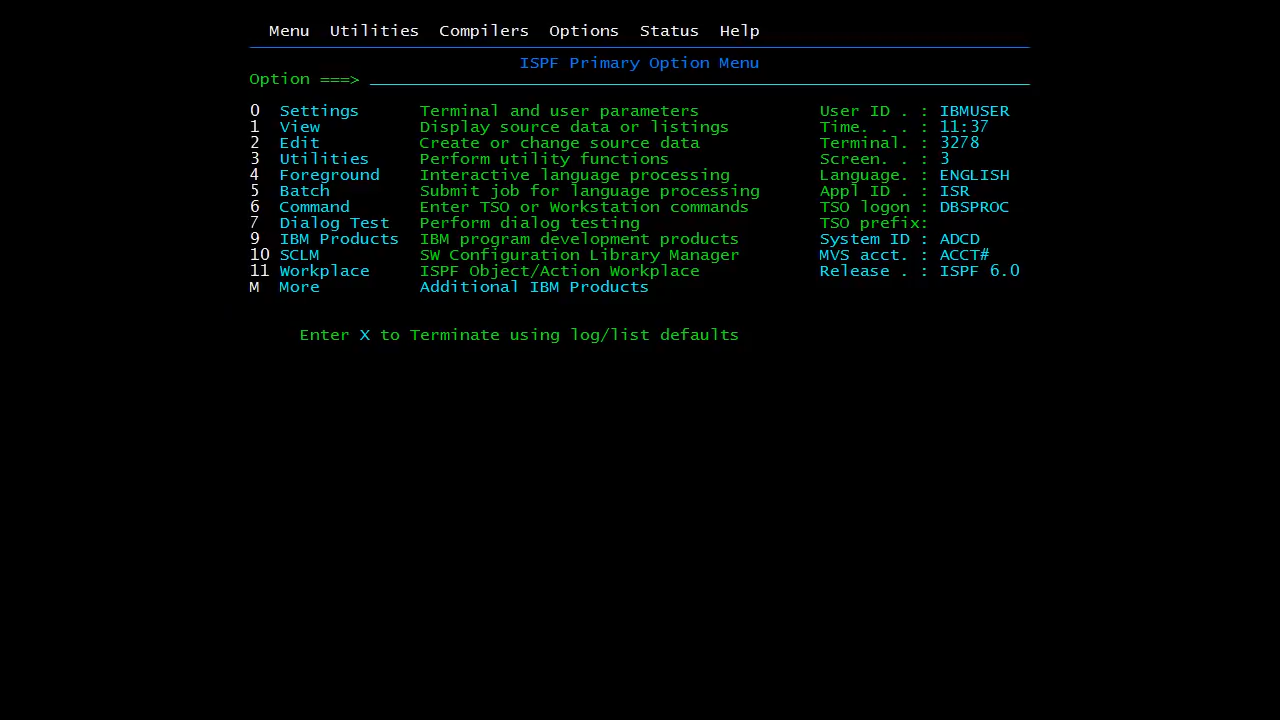 Menu  Utilities  Compilers  Options  Status  Help
ISPF Primary Option Menu
Option ===>
0  Settings      Terminal and user parameters            User ID . : IBMUSER
1  View          Display source data or listings         Time. . . : 11:37
2  Edit          Create or change source data            Terminal. : 3278
3  Utilities     Perform utility functions               Screen. . : 3
4  Foreground    Interactive language processing         Language. : ENGLISH
5  Batch         Submit job for language processing      Appl ID . : ISR
6  Command       Enter TSO or Workstation commands       TSO logon : DBSPROC
7  Dialog Test   Perform dialog testing                  TSO prefix:
9  IBM Products  IBM program development products        System ID : ADCD
10 SCLM          SW Configuration Library Manager        MVS acct. : ACCT#
11 Workplace     ISPF Object/Action Workplace            Release . : ISPF 6.0
M  More          Additional IBM Products
Enter X to Terminate using log/list defaults